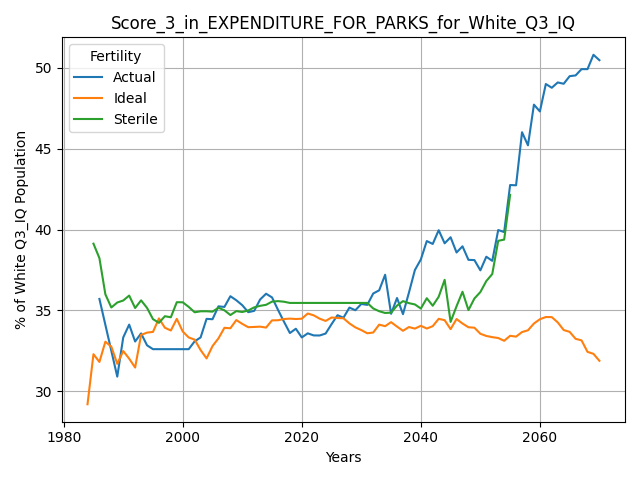 Score_3_in_EXPENDITURE_FOR_PARKS_for_White_Q3_IQ
Fertility
Actual
Ideal
Sterile
% of White Q3_IQ Population
50
45
40
35
30
1980
2000
2020
2040
2060
Years